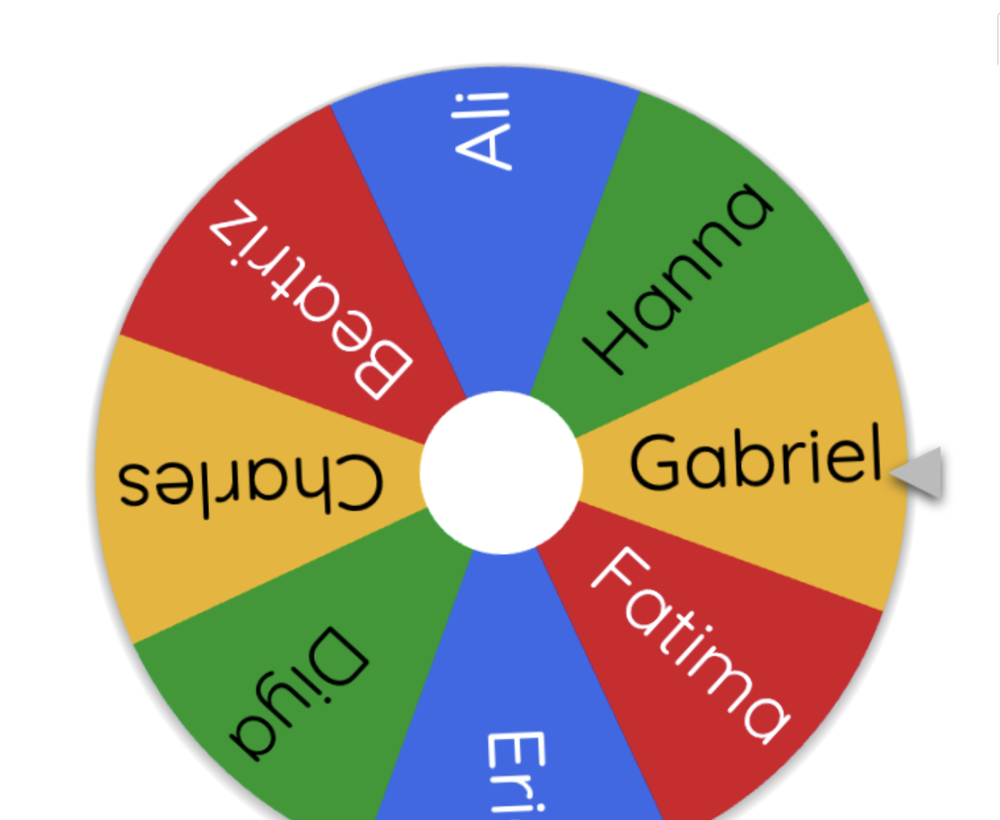 Ali
Hanna
Gabriel
Fatima
Diya
Charles
Beatriz